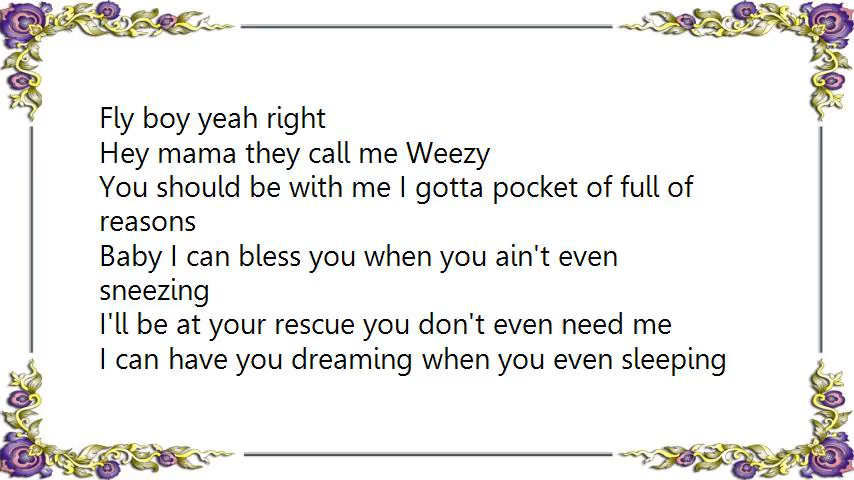 Fly boy yeah right
Hey mama they call me Weezy
You should be with me I gotta pocket of full of
reasons
Baby I can bless you when you ain't even
sneezing
I'll be at your rescue you don't even need me
I can have you dreaming when you even sleeping